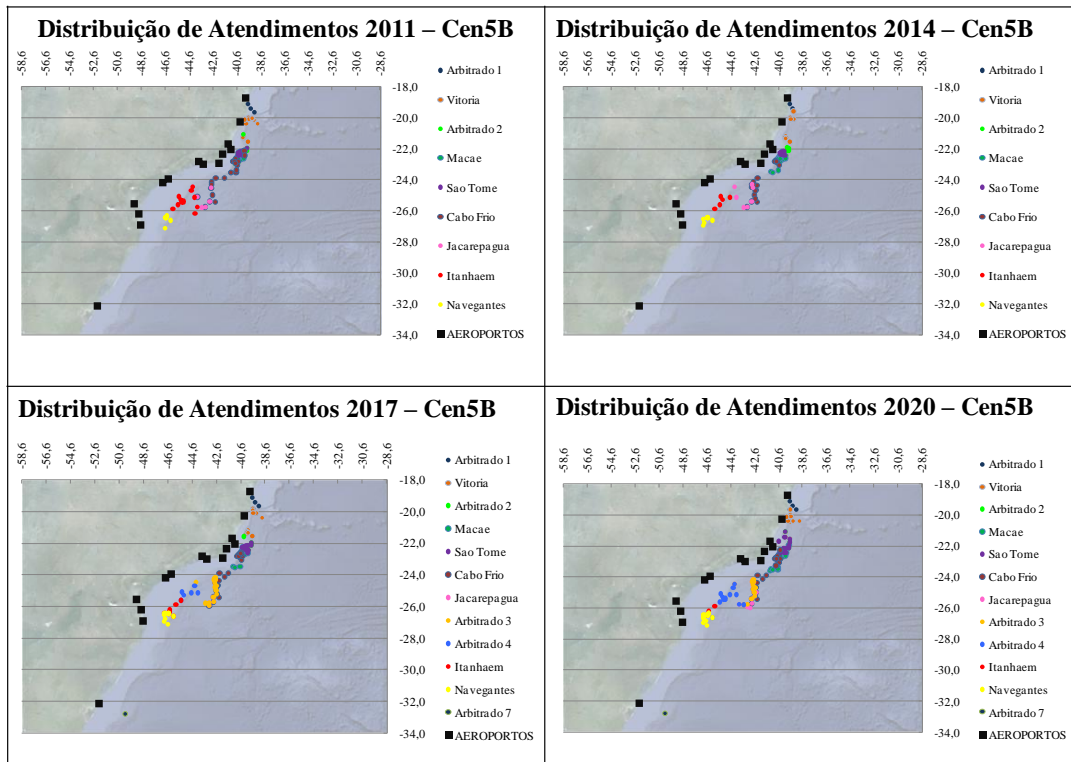 Distribuição de Atendimentos 2011 – Cen5B
-58,6 -56,6 -54,6 -52,6 -50,6 -48,6 -46,6 -44,6 -42,6 -40,6 -38,6 -36,6 -34,6 -32,6 -30,6 -28,6
-18,0
-20,0
-22,0
-24,0
-26,0
-28,0
-30,0
-32,0
-34,0
Arbitrado 1
Vitoria
Arbitrado 2
Macae
Sao Tome
Cabo Frio
Jacarepagua
Itanhaem
Navegantes
AEROPORTOS
Distribuição de Atendimentos 2014 – Cen5B
-58,6 -56,6 -54,6 -52,6 -50,6 -48,6 -46,6 -44,6 -42,6 -40,6 -38,6 -36,6 -34,6 -32,6 -30,6 -28,6
-18,0
-20,0
-22,0
-24,0
-26,0
-28,0
-30,0
-32,0
-34,0
Arbitrado 1
Vitoria
Arbitrado 2
Macae
Sao Tome
Cabo Frio
Jacarepagua
Itanhaem
Navegantes
AEROPORTOS
Distribuição de Atendimentos 2017 – Cen5B
-58,6 -56,6 -54,6 -52,6 -50,6 -48,6 -46,6 -44,6 -42,6 -40,6 -38,6 -36,6 -34,6 -32,6 -30,6 -28,6
-18,0
-20,0
-22,0
-24,0
-26,0
-28,0
-30,0
-32,0
-34,0
Arbitrado 1
Vitoria
Arbitrado 2
Macae
Sao Tome
Cabo Frio
Jacarepagua
Arbitrado 3
Arbitrado 4
Itanhaem
Navegantes
Arbitrado 7
AEROPORTOS
Distribuição de Atendimentos 2020 – Cen5B
-58,6 -56,6 -54,6 -52,6 -50,6 -48,6 -46,6 -44,6 -42,6 -40,6 -38,6 -36,6 -34,6 -32,6 -30,6 -28,6
-18,0
-20,0
-22,0
-24,0
-26,0
-28,0
-30,0
-32,0
-34,0
Arbitrado 1
Vitoria
Arbitrado 2
Macae
Sao Tome
Cabo Frio
Jacarepagua
Arbitrado 3
Arbitrado 4
Itanhaem
Navegantes
Arbitrado 7
AEROPORTOS